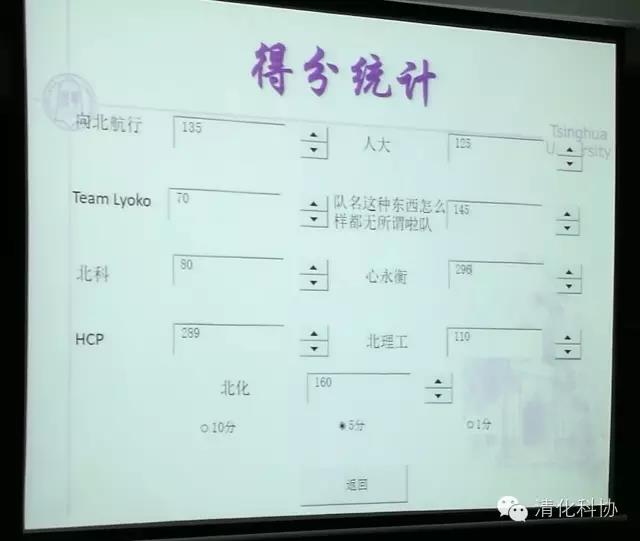 得分统计
Tsinghua
University
向北航行 135
人大 125
Team Lyoko 70
队名这种东西怎么
样都无所谓啦队 145
北科 80
心永衡 296
HCP 289
北理工 110
北化 160
10分 5分 1分
返回
清化科协